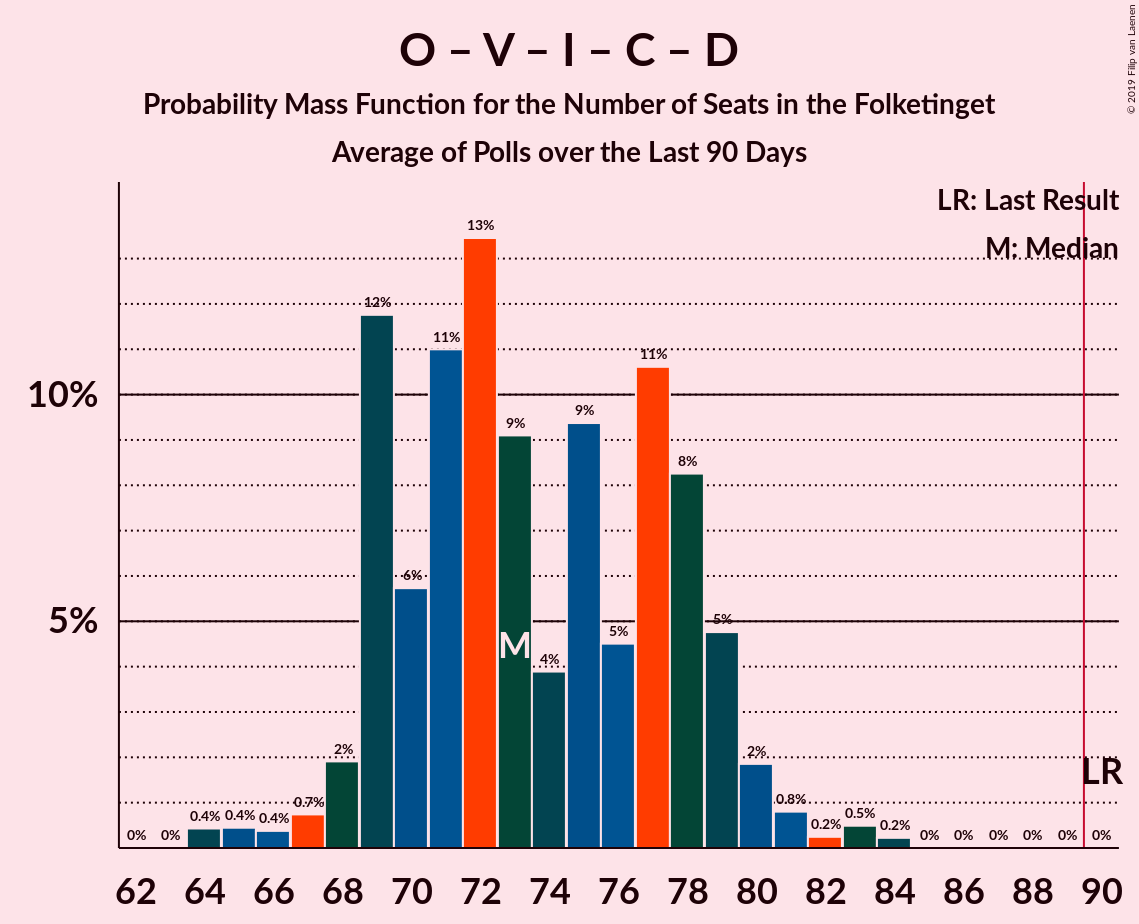 O – V – I – C – D
Probability Mass Function for the Number of Seats in the Folketinget
Average of Polls over the Last 90 Days
© 2019 Filip van Laenen
LR: Last Result
M: Median
10%
5%
0% 0% 0.4% 0.4% 0.4% 0.7% 2% 12% 6% 11% 13% 9% 4% 9% 5% 11% 8% 5% 2% 0.8% 0.2% 0.5% 0.2% 0% 0% 0% 0% 0% 0%
M
LR
62 64 66 68 70 72 74 76 78 80 82 84 86 88 90